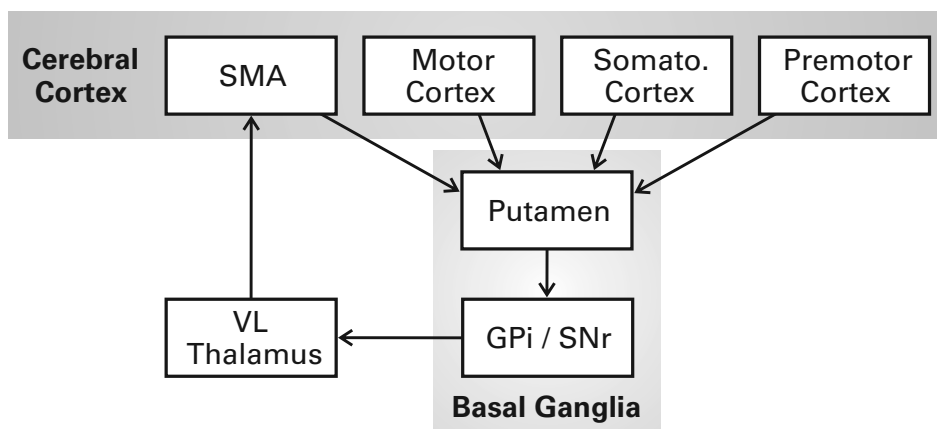 Cerebral
Cortex
SMA
Motor
Cortex
Somato.
Cortex
Premotor
Cortex
Putamen
VL
Thalamus
GPi / SNr
Basal Ganglia